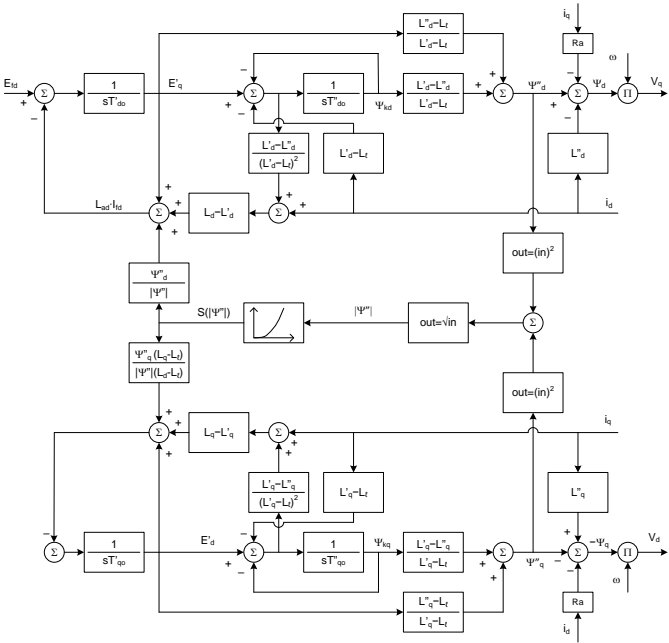 i_q
L"_d−L_ℓ
L'_d−L_ℓ
Ra
ω
E_fd
E'_q
Ψ"_d
Ψ_d
V_q
+
−
Σ
1
sT'_do
+
−
−
Σ
1
sT"_do
Ψ_kd
L'_d−L"_d
L'_d−L_ℓ
+
+
Σ
+
−
−
Σ
Π
L'_d−L"_d
(L'_d−L_ℓ)²
L'_d−L_ℓ
L"_d
L_ad·I_fd
+
+
+
Σ
L_d−L'_d
+
+
Σ
i_d
Ψ"_d
|Ψ"|
out=(in)²
S(|Ψ"|)
|Ψ"|
out=√in
Σ
Ψ"_q (L_q-L_ℓ)
|Ψ"|(L_d-L_ℓ)
out=(in)²
+
+
+
Σ
L_q−L'_q
+
+
Σ
i_q
L'_q−L"_q
(L'_q−L_ℓ)²
L'_q−L_ℓ
L"_q
−
Σ
1
sT'_qo
E'_d
+
−
−
Σ
1
sT"_qo
Ψ_kq
L'_q−L"_q
L'_q−L_ℓ
+
+
Σ
Ψ"_q
+
−
−
Σ
−Ψ_q
Π
V_d
L"_q−L_ℓ
L'_q−L_ℓ
Ra
ω
i_d